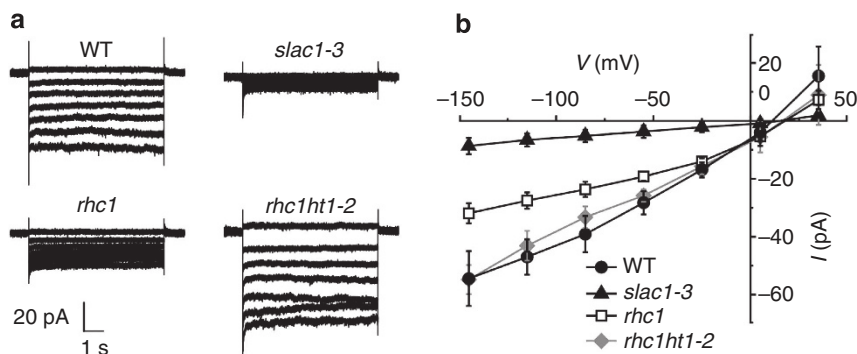 a
WT
slac1-3
rhc1
rhc1ht1-2
20 pA
1 s
b
V (mV)
−150
−100
−50
50
20
0
−20
−40
−60
I (pA)
WT
slac1-3
rhc1
rhc1ht1-2